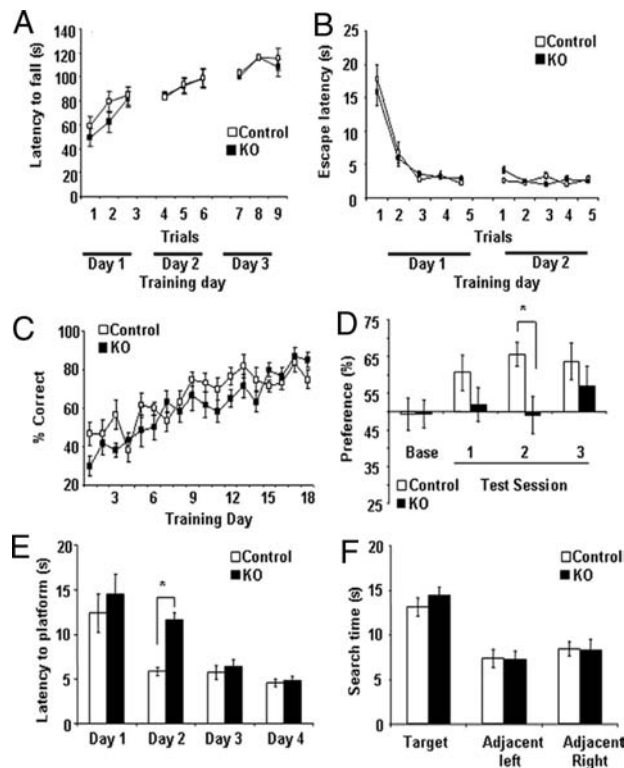 A
Latency to fall (s)
140
120
100
80
60
40
20
0
Control
KO
1 2 3 4 5 6 7 8 9
Trials
Day 1 Day 2 Day 3
Training day
B
Escape latency (s)
25
20
15
10
5
0
Control
KO
1 2 3 4 5 1 2 3 4 5
Trials
Day 1 Day 2
Training day
C
% Correct
100
80
60
40
20
Control
KO
3 6 9 12 15 18
Training Day
D
Preference (%)
65
55
45
35
25
*
Base 1 2 3
Test Session
Control
KO
E
Latency to platform (s)
20
15
10
5
0
Control
KO
*
Day 1 Day 2 Day 3 Day 4
F
Search time (s)
20
15
10
5
0
Control
KO
Target Adjacent Adjacent
left Right